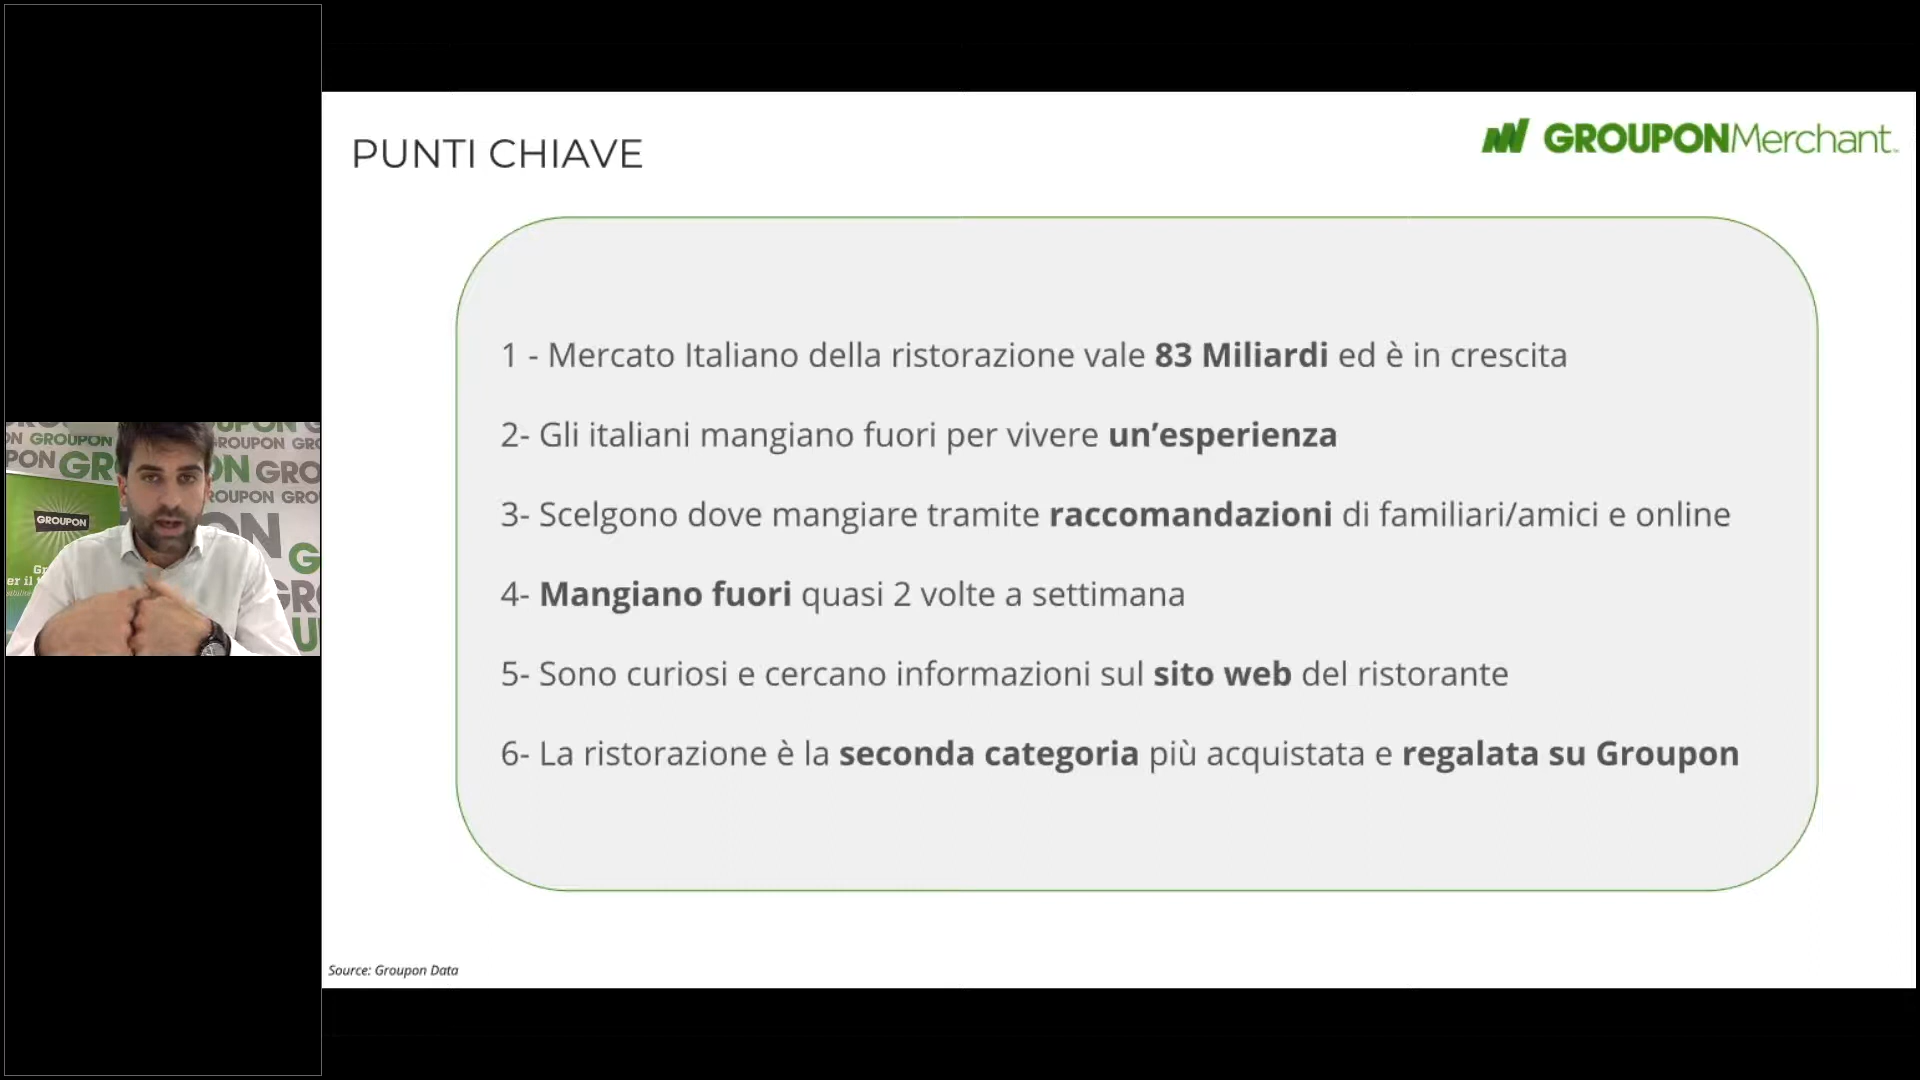 PUNTI CHIAVE
GROUPONMerchant
1 - Mercato Italiano della ristorazione vale 83 Miliardi ed è in crescita
2- Gli italiani mangiano fuori per vivere un’esperienza
3- Scelgono dove mangiare tramite raccomandazioni di familiari/amici e online
4- Mangiano fuori quasi 2 volte a settimana
5- Sono curiosi e cercano informazioni sul sito web del ristorante
6- La ristorazione è la seconda categoria più acquistata e regalata su Groupon
Source: Groupon Data
GROUPON
GROUPON